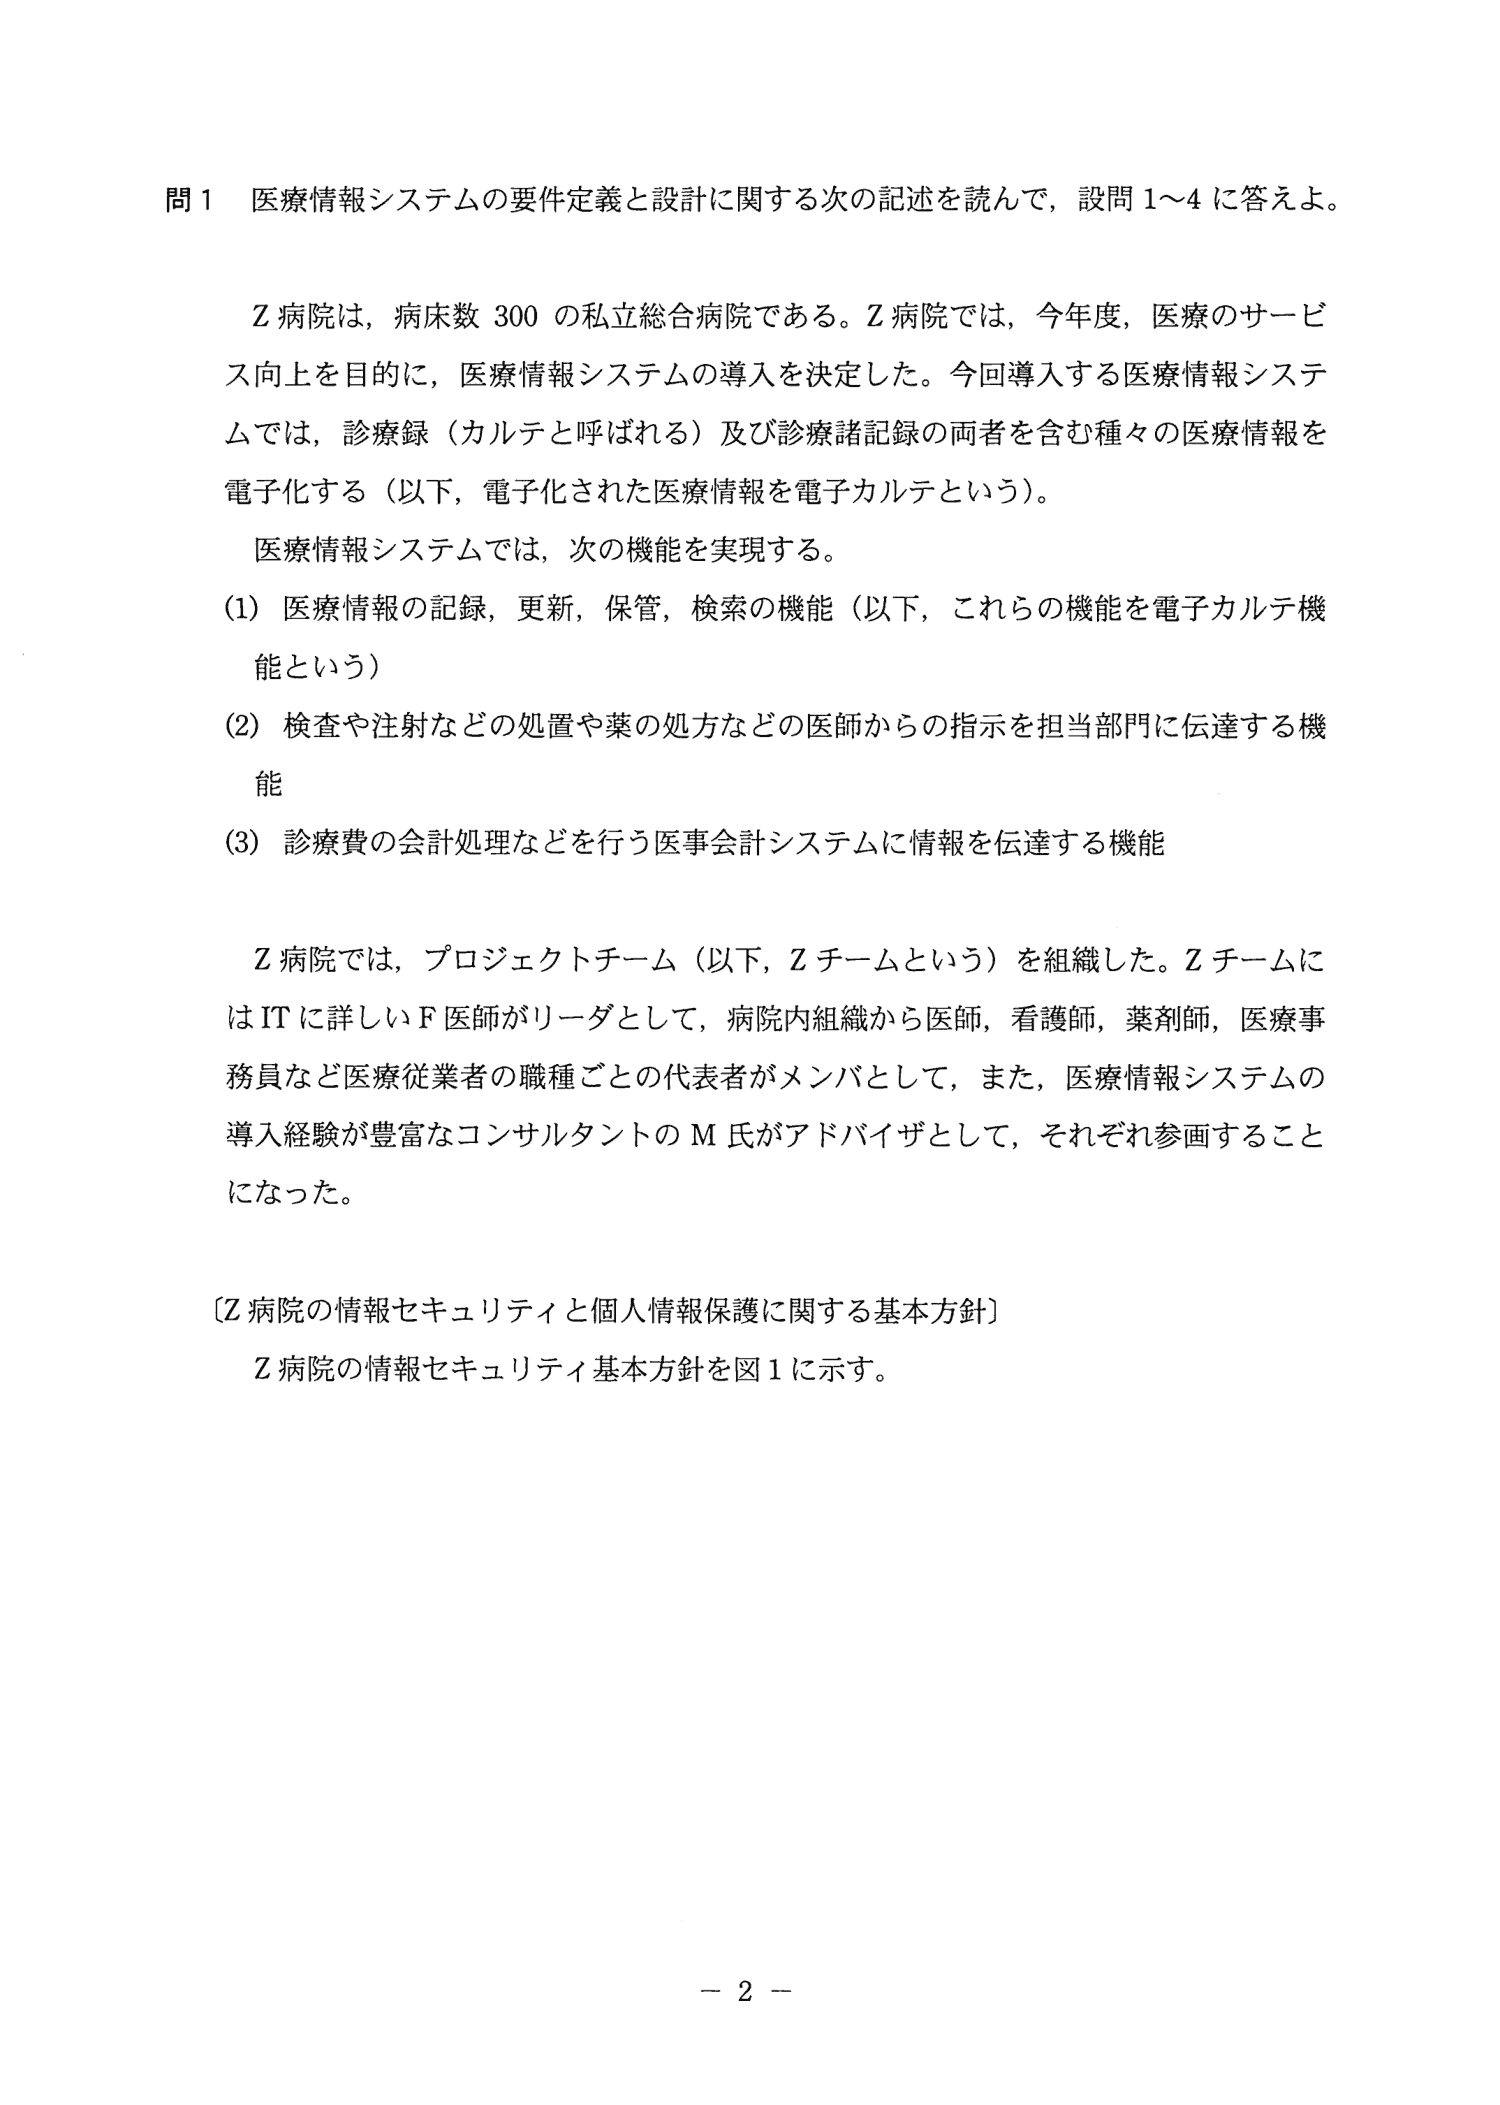 問1 医療情報システムの要件定義と設計に関する次の記述を読んで，設問 1～4 に答えよ。
Z 病院は，病床数 300 の私立総合病院である。Z 病院では，今年度，医療のサービ
ス向上を目的に，医療情報システムの導入を決定した。今回導入する医療情報システ
ムでは，診療録（カルテと呼ばれる）及び診療諸記録の両者を含む種々の医療情報を
電子化する（以下，電子化された医療情報を電子カルテという）。
医療情報システムでは，次の機能を実現する。
(1) 医療情報の記録，更新，保管，検索の機能（以下，これらの機能を電子カルテ機
能という）
(2) 検査や注射などの処置や薬の処方などの医師からの指示を担当部門に伝達する機
能
(3) 診療費の会計処理などを行う医事会計システムに情報を伝達する機能
Z 病院では，プロジェクトチーム（以下，Z チームという）を組織した。Z チームに
は IT に詳しい F 医師がリーダとして，病院内組織から医師，看護師，薬剤師，医療事
務員など医療従業者の職種ごとの代表者がメンバとして，また，医療情報システムの
導入経験が豊富なコンサルタントの M 氏がアドバイザとして，それぞれ参画すること
になった。
〔Z 病院の情報セキュリティと個人情報保護に関する基本方針〕
Z 病院の情報セキュリティ基本方針を図 1 に示す。
－ 2 －